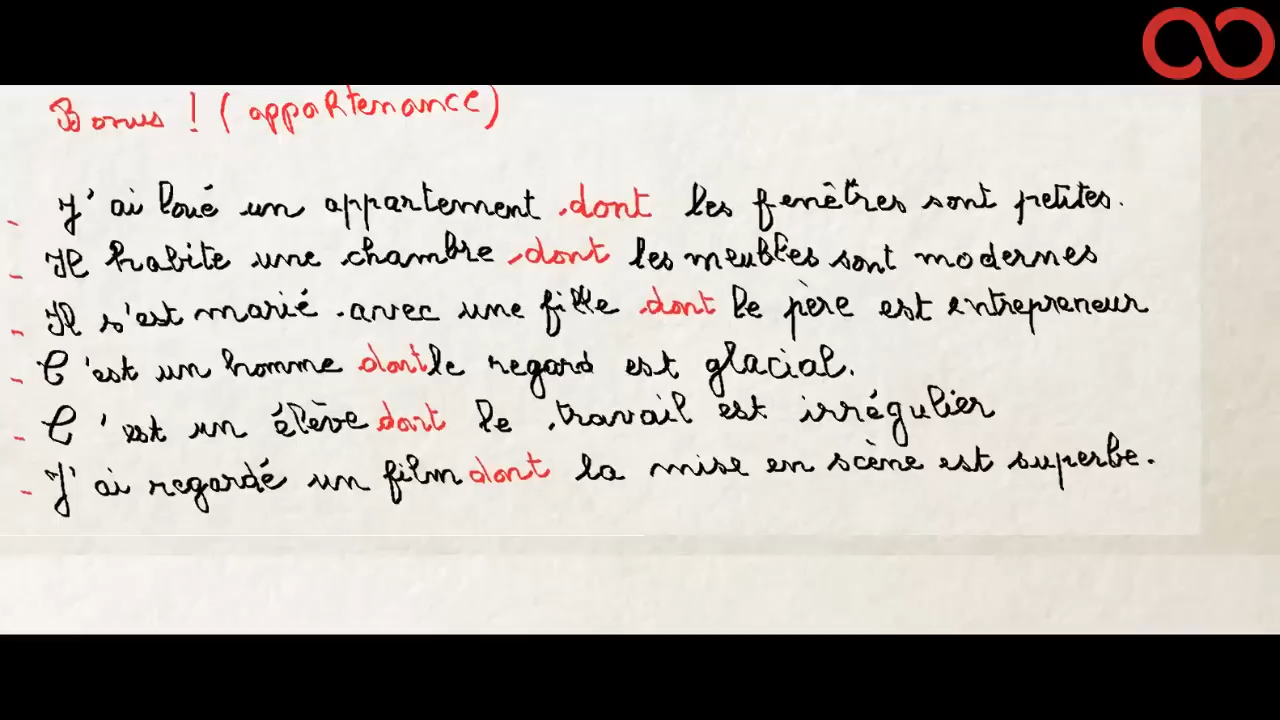 Bonus ! (appartenance)
- J'ai loué un appartement dont les fenêtres sont petites.
- Il habite une chambre dont les meubles sont modernes
- Il s'est marié avec une fille dont le père est entrepreneur
- C'est un homme dont le regard est glacial.
- C'est un élève dont le travail est irrégulier
- J'ai regardé un film dont la mise en scène est superbe.